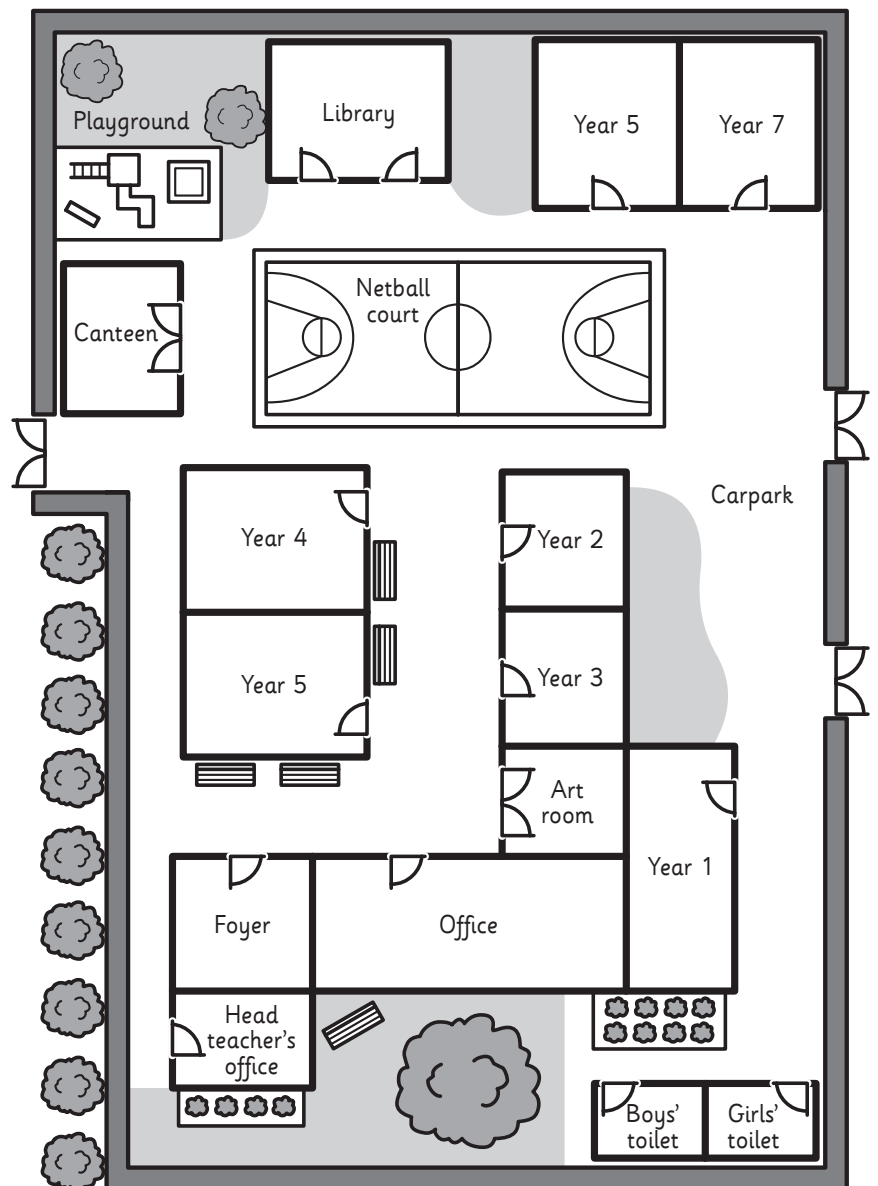 Playground
Library
Year 5
Year 7
Netball
court
Canteen
Carpark
Year 4
Year 2
Year 5
Year 3
Art
room
Year 1
Foyer
Office
Head
teacher's
office
Boys'
toilet
Girls'
toilet